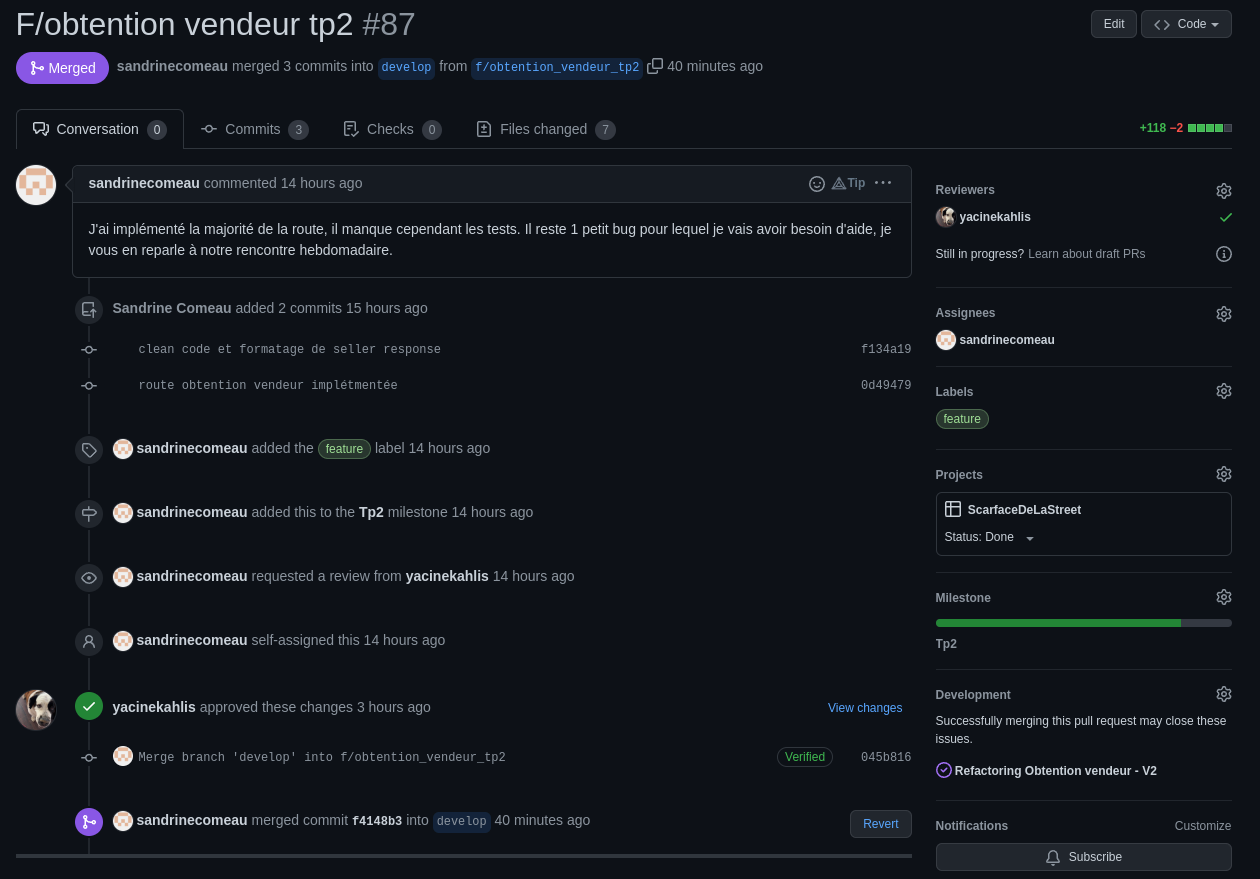 F/obtention vendeur tp2 #87
Edit
Code
Merged
sandrinecomeau merged 3 commits into develop from f/obtention_vendeur_tp2 40 minutes ago
Conversation 0
Commits 3
Checks 0
Files changed 7
+118 −2
sandrinecomeau commented 14 hours ago
Tip
J'ai implémenté la majorité de la route, il manque cependant les tests. Il reste 1 petit bug pour lequel je vais avoir besoin d'aide, je
vous en reparle à notre rencontre hebdomadaire.
Sandrine Comeau added 2 commits 15 hours ago
clean code et formatage de seller response f134a19
route obtention vendeur implétmentée 0d49479
sandrinecomeau added the feature label 14 hours ago
sandrinecomeau added this to the Tp2 milestone 14 hours ago
sandrinecomeau requested a review from yacinekahlis 14 hours ago
sandrinecomeau self-assigned this 14 hours ago
yacinekahlis approved these changes 3 hours ago
View changes
Merge branch 'develop' into f/obtention_vendeur_tp2 Verified 045b816
sandrinecomeau merged commit f4148b3 into develop 40 minutes ago
Revert
Reviewers
yacinekahlis
Still in progress? Learn about draft PRs
Assignees
sandrinecomeau
Labels
feature
Projects
ScarfaceDeLaStreet
Status: Done
Milestone
Tp2
Development
Successfully merging this pull request may close these
issues.
Refactoring Obtention vendeur - V2
Notifications
Customize
Subscribe